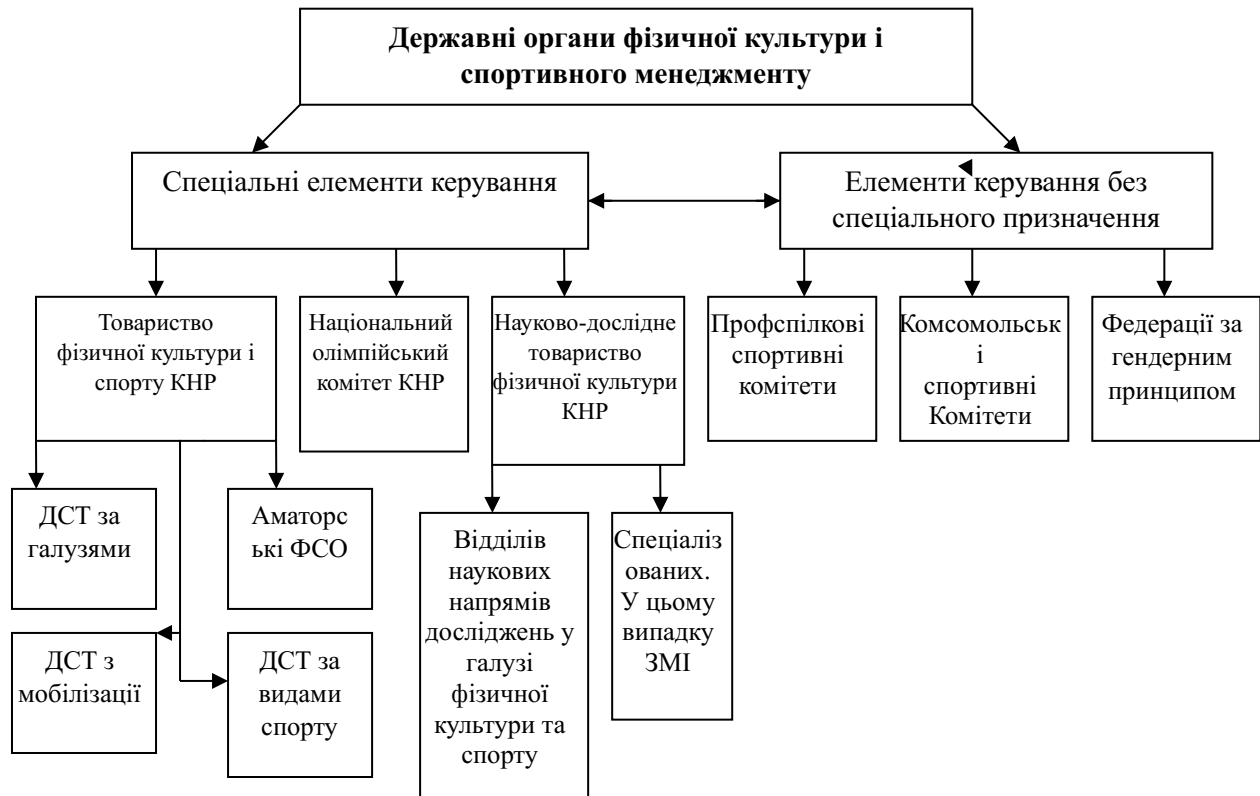 Державні органи фізичної культури і
спортивного менеджменту
Спеціальні елементи керування
Елементи керування без
спеціального призначення
Товариство
фізичної культури і
спорту КНР
Національний
олімпійський
комітет КНР
Науково-дослідне
товариство
фізичної культури
КНР
Профспілкові
спортивні
комітети
Комсомольськ
і
спортивні
Комітети
Федерації за
гендерним
принципом
ДСТ за
галузями
Аматорс
ькі ФСО
Відділів
наукових
напрямів
досліджень у
галузі
фізичної
культури та
спорту
Спеціаліз
ованих.
У цьому
випадку
ЗМІ
ДСТ з
мобілізації
ДСТ за
видами
спорту